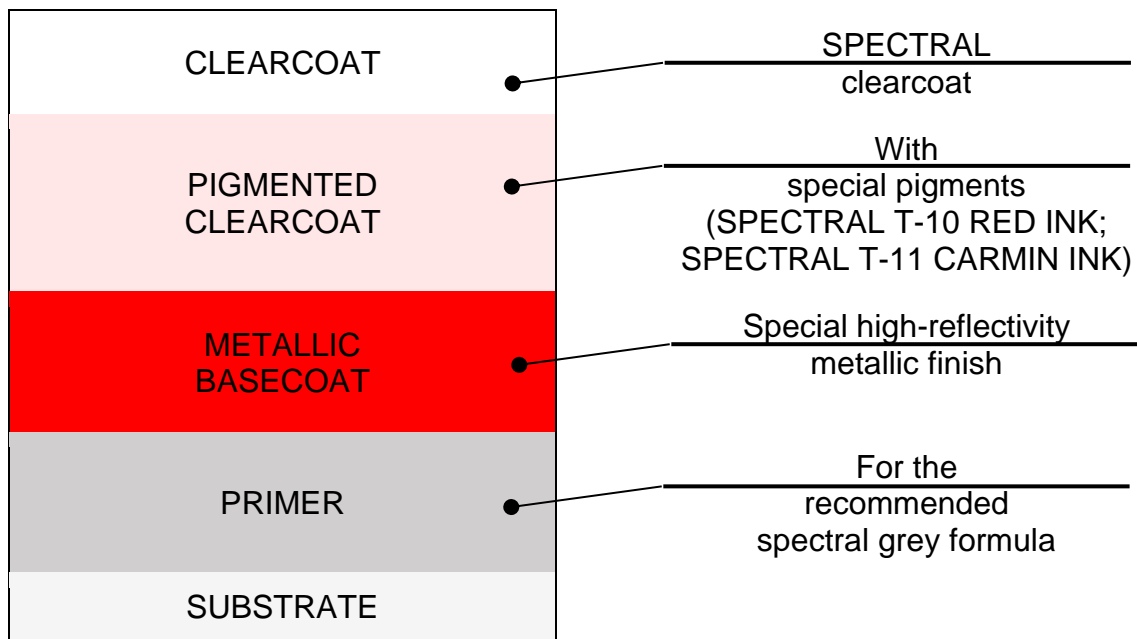 CLEARCOAT
SPECTRAL
clearcoat
PIGMENTED
CLEARCOAT
With
special pigments
(SPECTRAL T-10 RED INK;
SPECTRAL T-11 CARMIN INK)
METALLIC
BASECOAT
Special high-reflectivity
metallic finish
PRIMER
For the
recommended
spectral grey formula
SUBSTRATE